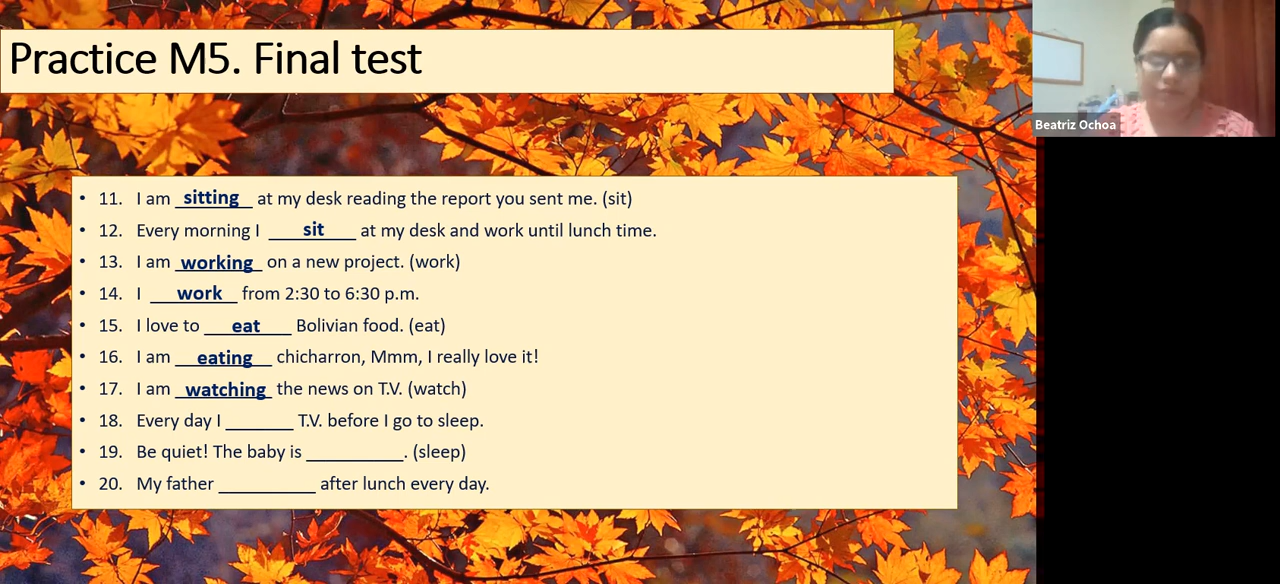 Practice M5. Final test
Beatriz Ochoa
• 11. I am sitting at my desk reading the report you sent me. (sit)
• 12. Every morning I sit at my desk and work until lunch time.
• 13. I am working on a new project. (work)
• 14. I work from 2:30 to 6:30 p.m.
• 15. I love to eat Bolivian food. (eat)
• 16. I am eating chicharron, Mmm, I really love it!
• 17. I am watching the news on T.V. (watch)
• 18. Every day I _______ T.V. before I go to sleep.
• 19. Be quiet! The baby is __________. (sleep)
• 20. My father __________ after lunch every day.